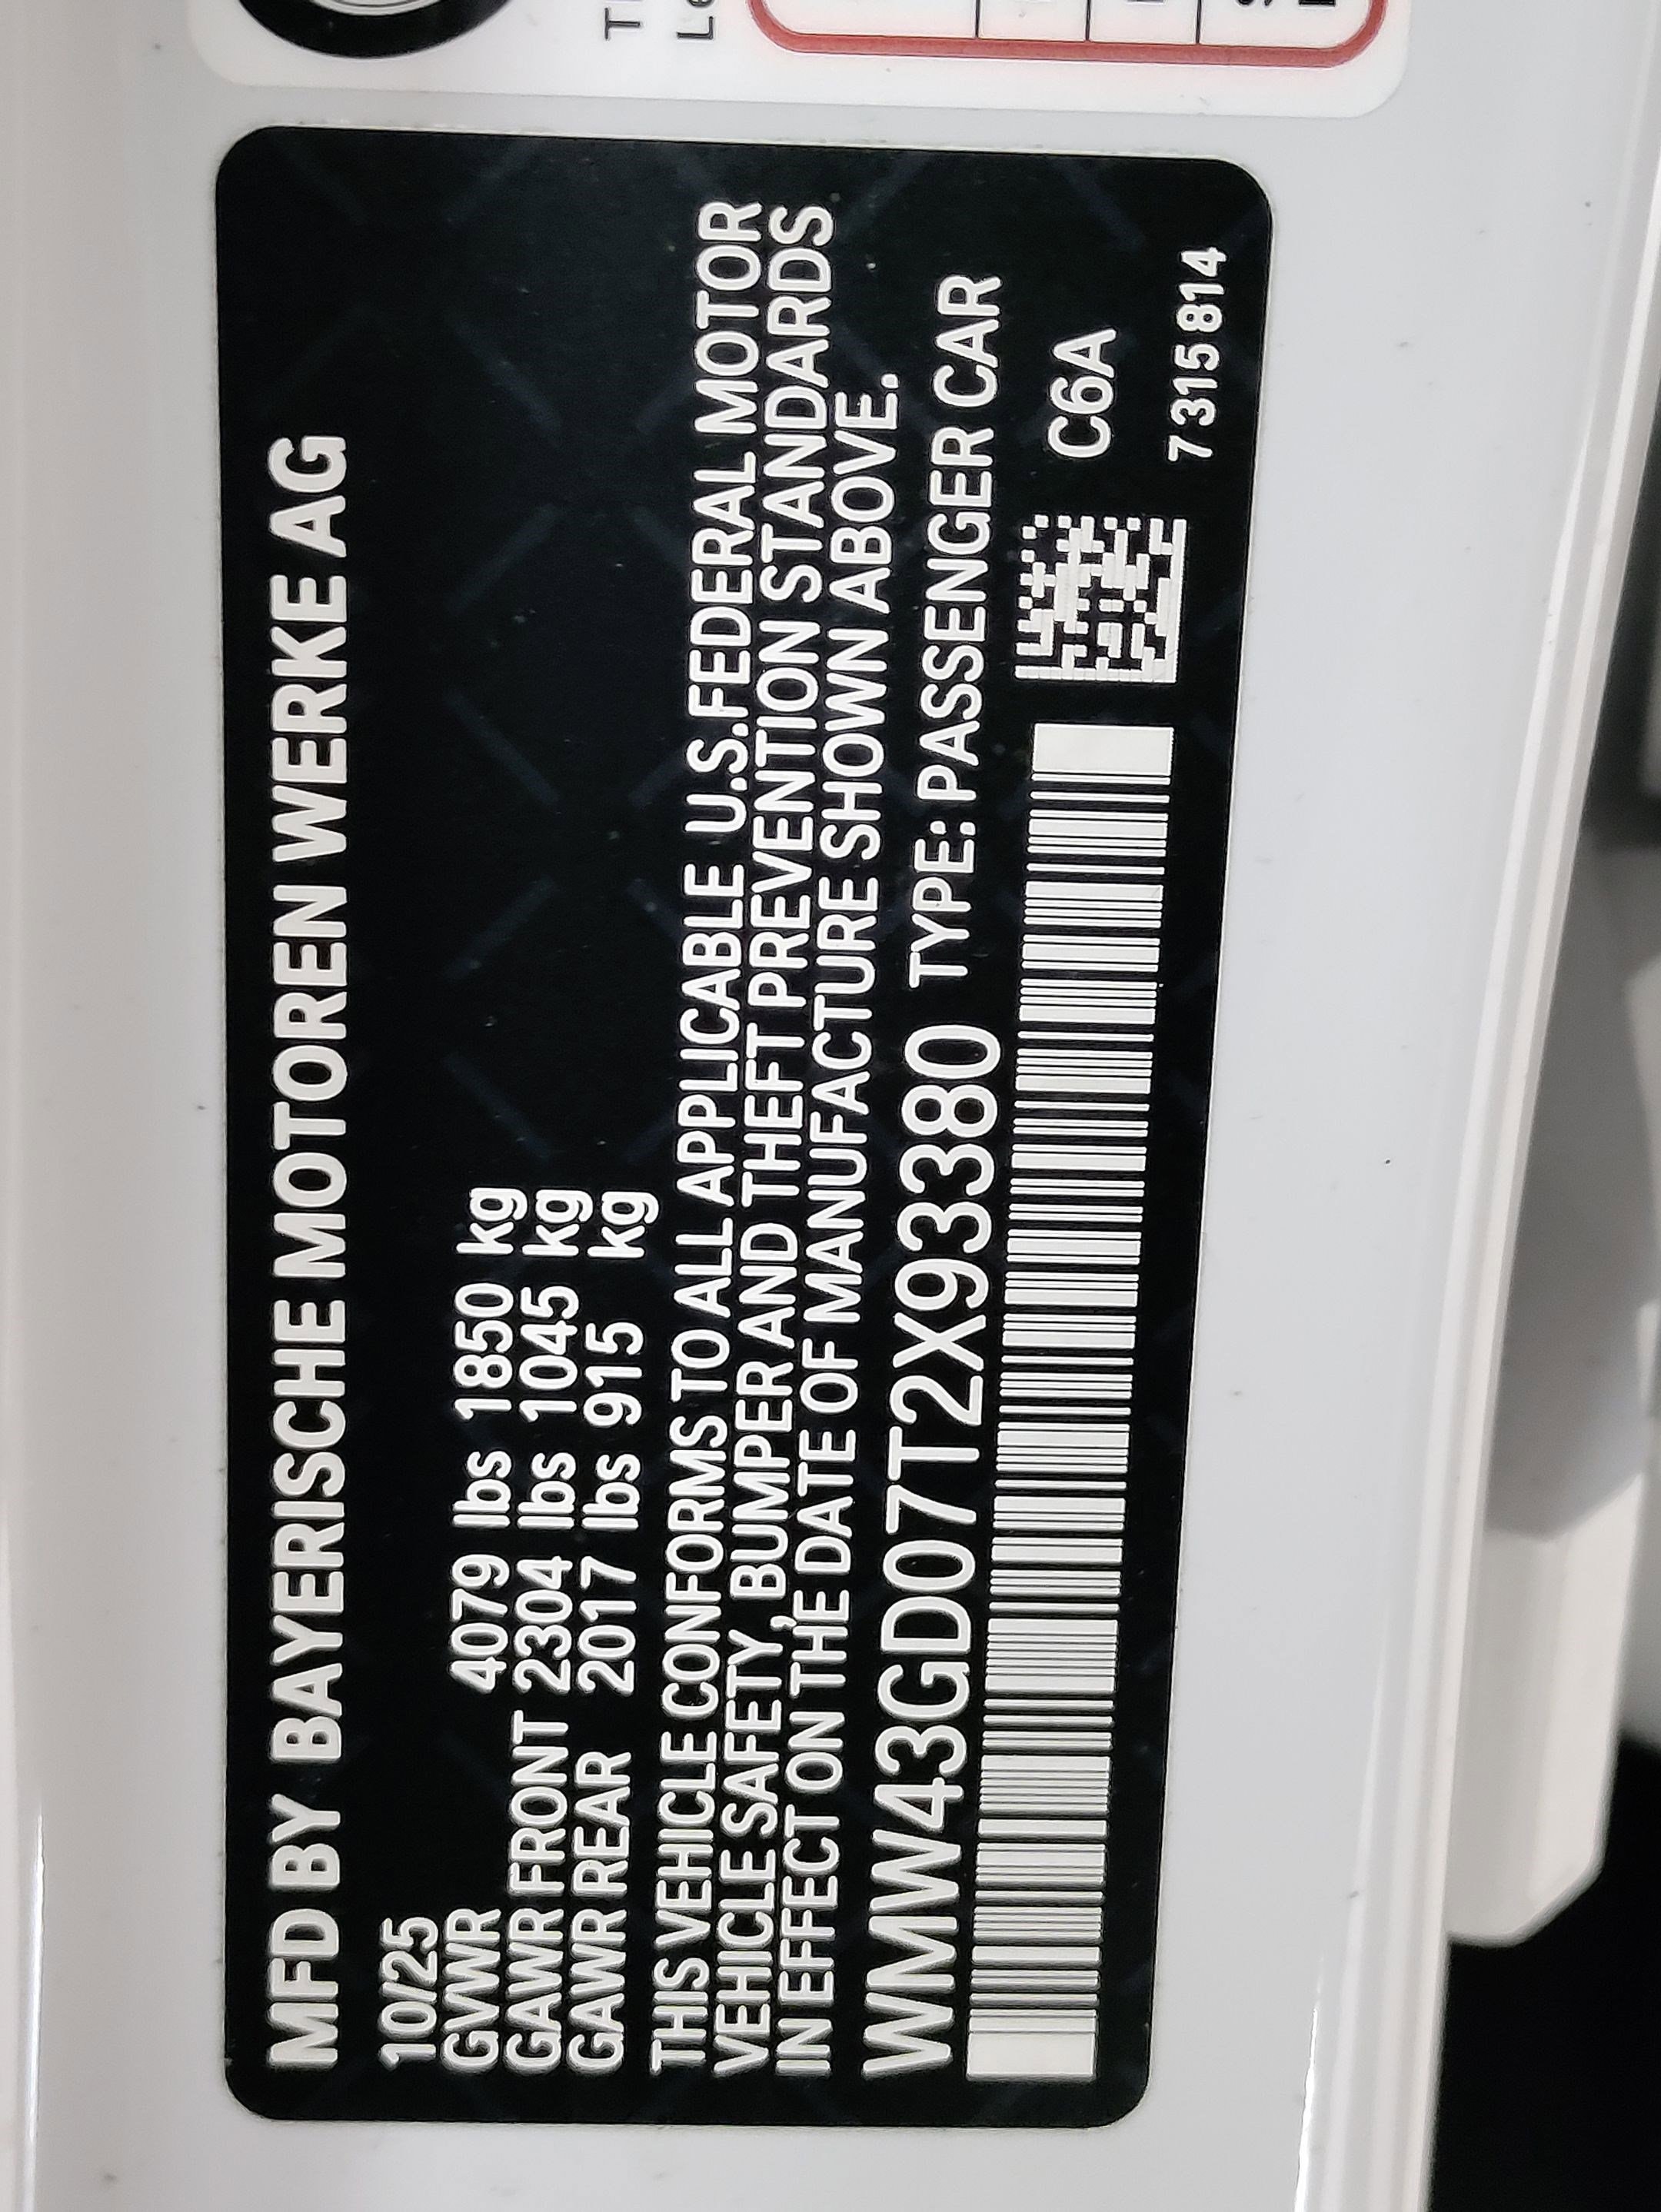 MFD BY BAYERISCHE MOTOREN WERKE AG
10/25
GVWR 4079 lbs 1850 kg
GAWR FRONT 2304 lbs 1045 kg
GAWR REAR 2017 lbs 915 kg
THIS VEHICLE CONFORMS TO ALL APPLICABLE U.S.FEDERAL MOTOR
VEHICLE SAFETY, BUMPER AND THEFT PREVENTION STANDARDS
IN EFFECT ON THE DATE OF MANUFACTURE SHOWN ABOVE.
WMW43GD07T2X93380 TYPE: PASSENGER CAR
C6A
7315814